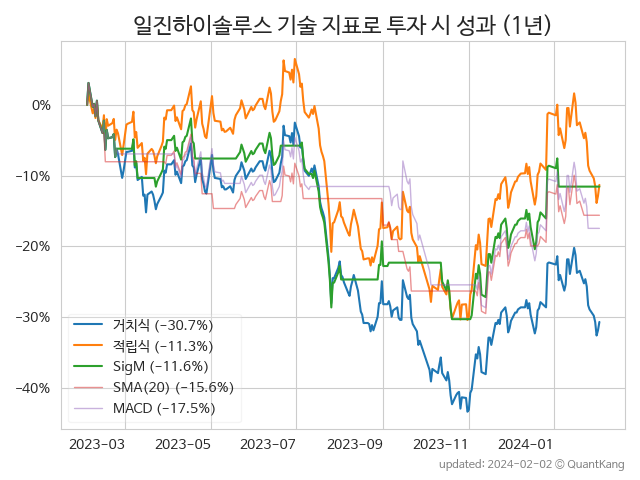 일진하이솔루스 기술 지표로 투자 시 성과 (1년)
0%
−10%
−20%
−30%
−40%
거치식 (−30.7%)
적립식 (−11.3%)
SigM (−11.6%)
SMA(20) (−15.6%)
MACD (−17.5%)
2023-03 2023-05 2023-07 2023-09 2023-11 2024-01
updated: 2024-02-02 © QuantKang